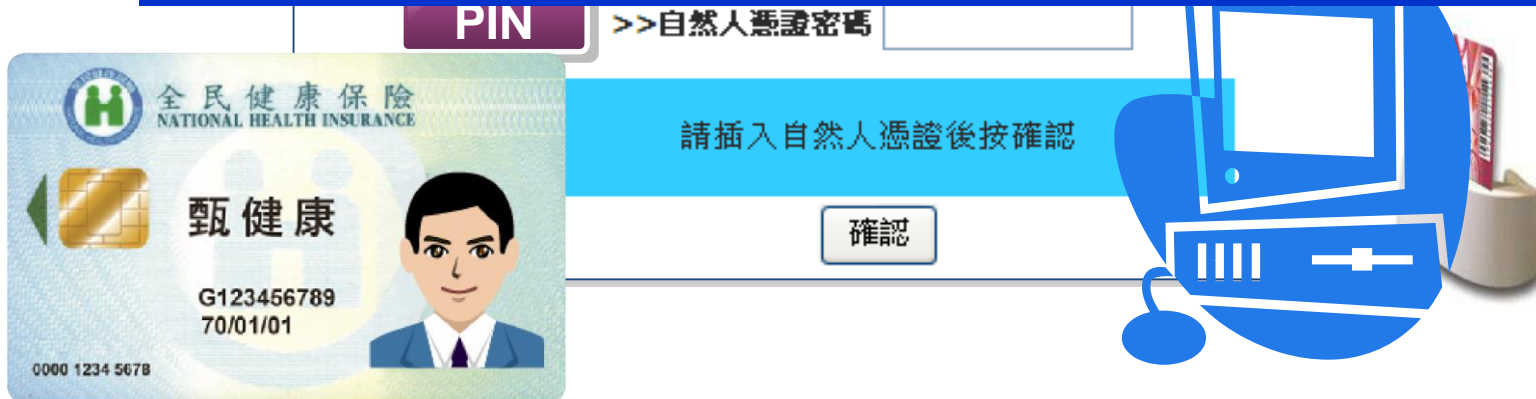 PIN
>>自然人憑證密碼
全民健康保險
NATIONAL HEALTH INSURANCE
請插入自然人憑證後按確認
甄健康
確認
G123456789
70/01/01
0000 1234 5678